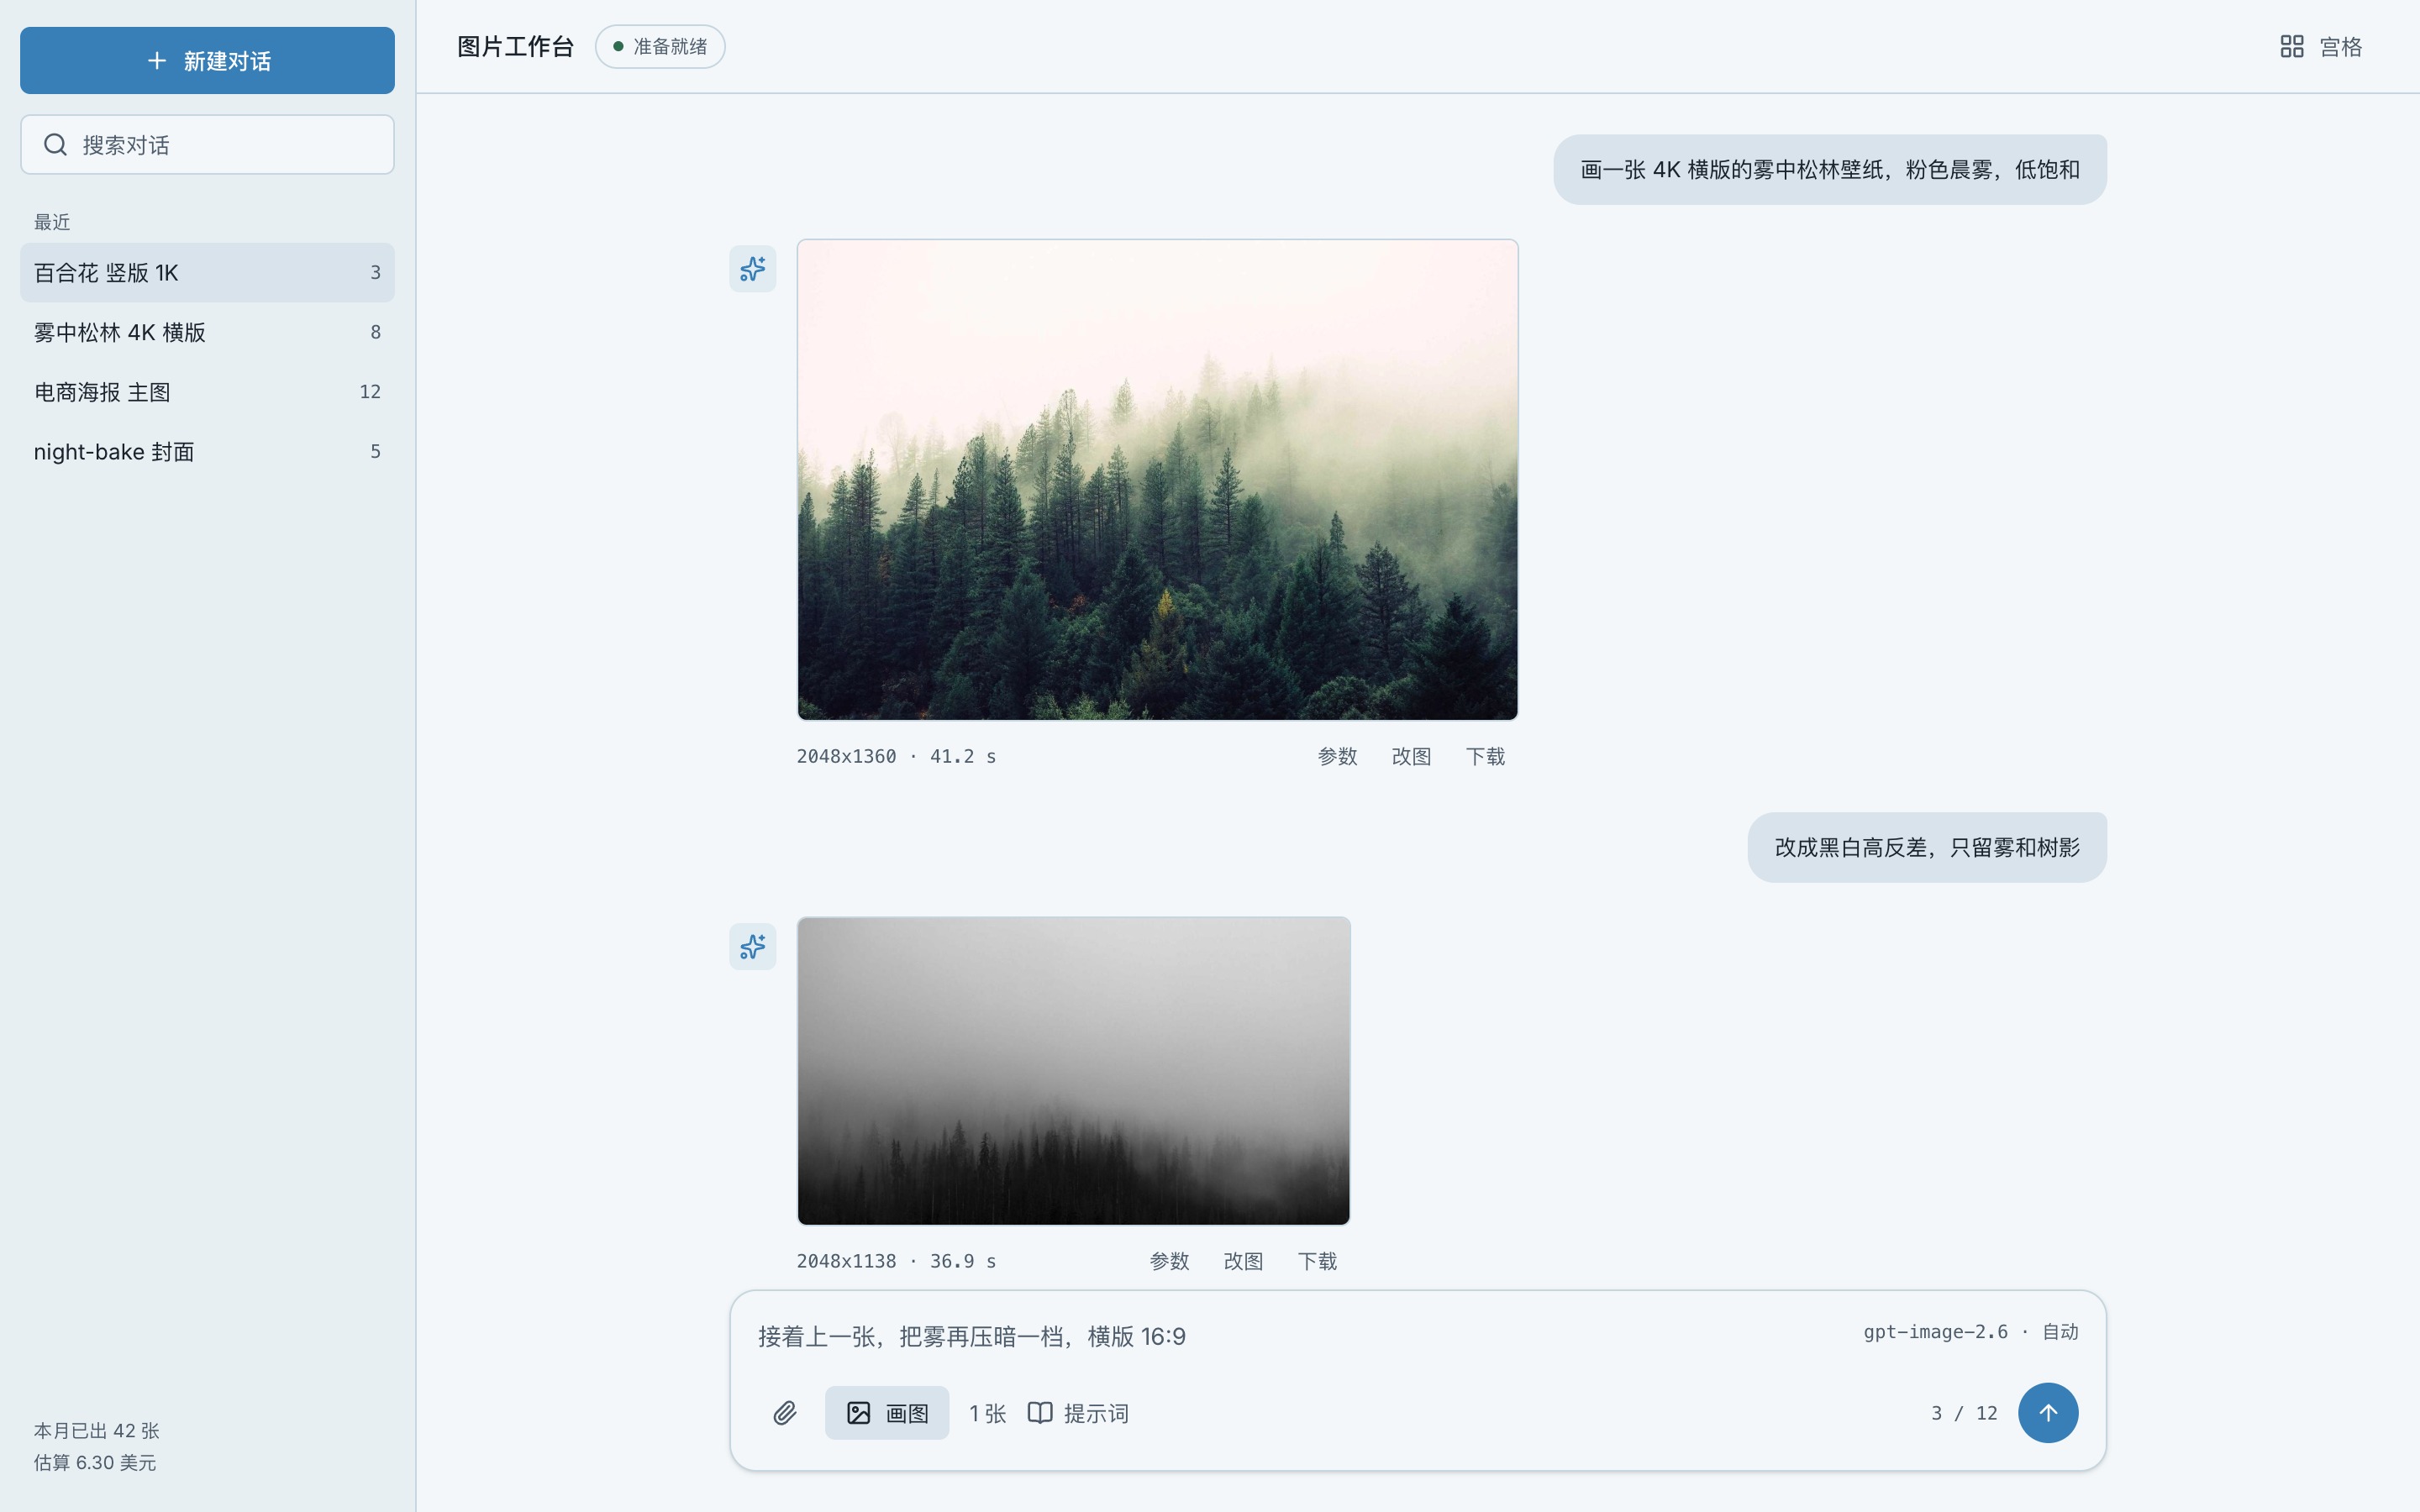 新建对话
搜索对话
最近
百合花 竖版 1K 3
雾中松林 4K 横版 8
电商海报 主图 12
night-bake 封面 5
本月已出 42 张
估算 6.30 美元
图片工作台 准备就绪 宫格
画一张 4K 横版的雾中松林壁纸，粉色晨雾，低饱和
2048x1360 · 41.2 s 参数 改图 下载
改成黑白高反差，只留雾和树影
2048x1138 · 36.9 s 参数 改图 下载
接着上一张，把雾再压暗一档，横版 16:9 gpt-image-2.6 · 自动
画图 1 张 提示词 3 / 12